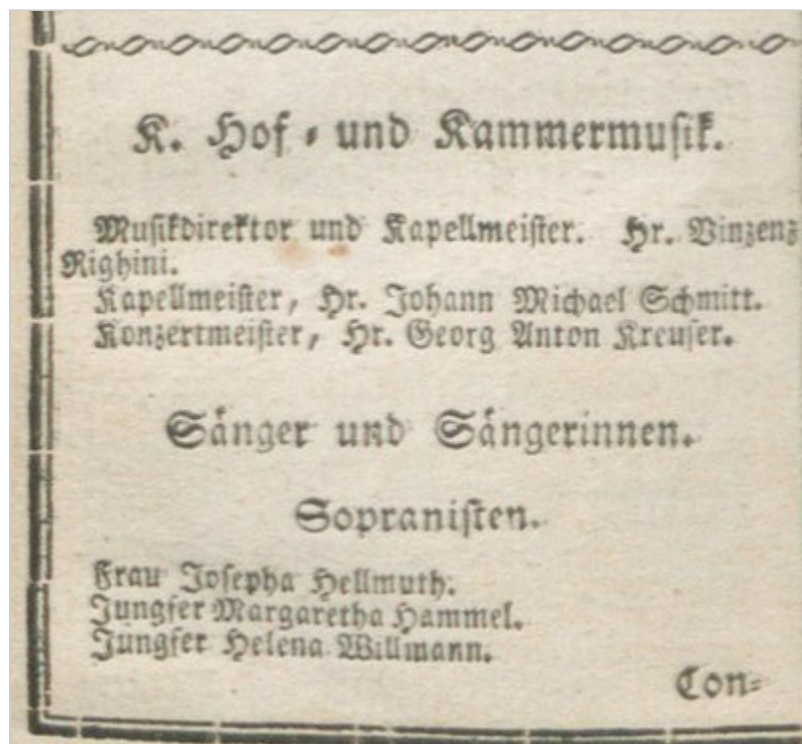 K. Hof - und Kammermusik.
Musikdirektor und Kapellmeister. Hr. Vinzenz
Righini.
Kapellmeister, Hr. Johann Michael Schmitt.
Konzertmeister, Hr. Georg Anton Kreuser.
Sänger und Sängerinnen.
Sopranisten.
Frau Josepha Hellmuth.
Jungfer Margaretha Hammel.
Jungfer Helena Willmann.
Con-